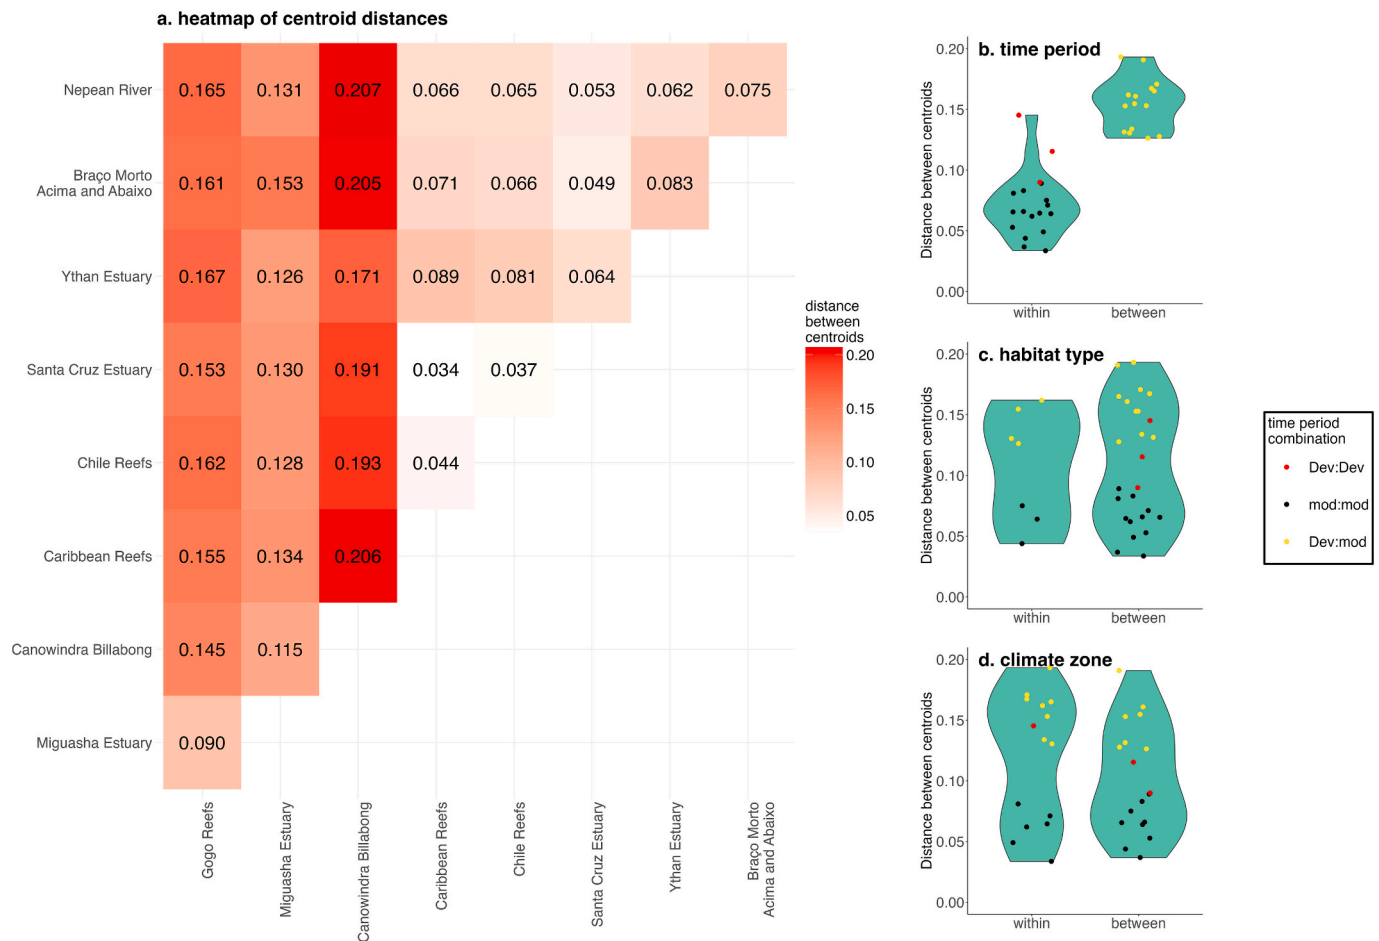 a. heatmap of centroid distances
Nepean River
0.165 0.131 0.207 0.066 0.065 0.053 0.062 0.075
Braço Morto
Acima and Abaixo
0.161 0.153 0.205 0.071 0.066 0.049 0.083
Ythan Estuary
0.167 0.126 0.171 0.089 0.081 0.064
Santa Cruz Estuary
0.153 0.130 0.191 0.034 0.037
Chile Reefs
0.162 0.128 0.193 0.044
Caribbean Reefs
0.155 0.134 0.206
Canowindra Billabong
0.145 0.115
Miguasha Estuary
0.090
Gogo Reefs
Miguasha Estuary
Canowindra Billabong
Caribbean Reefs
Chile Reefs
Santa Cruz Estuary
Ythan Estuary
Braço Morto
Acima and Abaixo
distance
between
centroids
0.20
0.15
0.10
0.05
b. time period
Distance between centroids
0.20
0.15
0.10
0.05
0.00
within between
c. habitat type
Distance between centroids
0.20
0.15
0.10
0.05
0.00
within between
d. climate zone
Distance between centroids
0.20
0.15
0.10
0.05
0.00
within between
time period
combination
Dev:Dev
mod:mod
Dev:mod